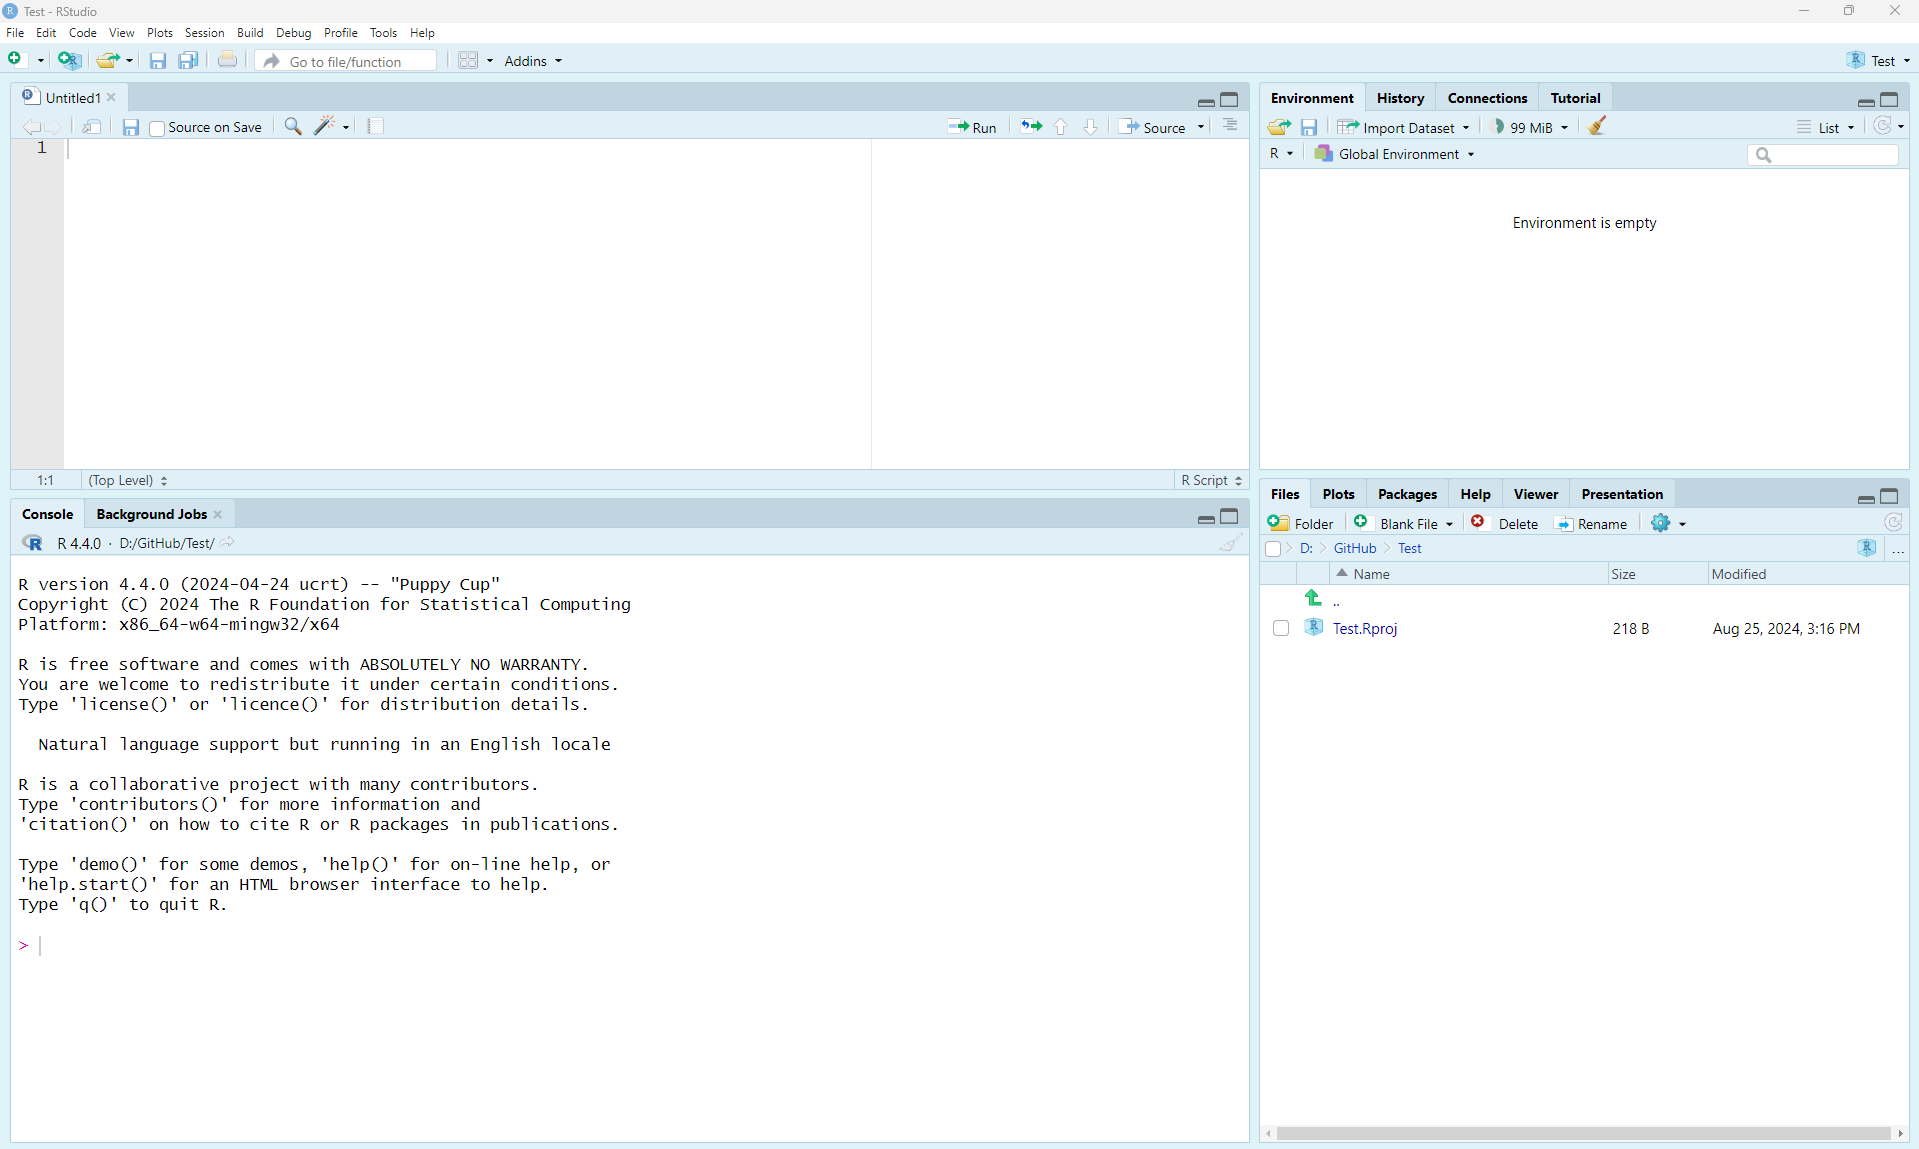 Test - RStudio
File Edit Code View Plots Session Build Debug Profile Tools Help
Go to file/function Addins Test
Untitled1
Source on Save Run Source
1
1:1 (Top Level) R Script
Console Background Jobs
R 4.4.0 · D:/GitHub/Test/
R version 4.4.0 (2024-04-24 ucrt) -- "Puppy Cup"
Copyright (C) 2024 The R Foundation for Statistical Computing
Platform: x86_64-w64-mingw32/x64
R is free software and comes with ABSOLUTELY NO WARRANTY.
You are welcome to redistribute it under certain conditions.
Type 'license()' or 'licence()' for distribution details.
Natural language support but running in an English locale
R is a collaborative project with many contributors.
Type 'contributors()' for more information and
'citation()' on how to cite R or R packages in publications.
Type 'demo()' for some demos, 'help()' for on-line help, or
'help.start()' for an HTML browser interface to help.
Type 'q()' to quit R.
>
Environment History Connections Tutorial
Import Dataset 99 MiB List
R Global Environment
Environment is empty
Files Plots Packages Help Viewer Presentation
Folder Blank File Delete Rename
D: GitHub Test ...
Name Size Modified
..
Test.Rproj 218 B Aug 25, 2024, 3:16 PM